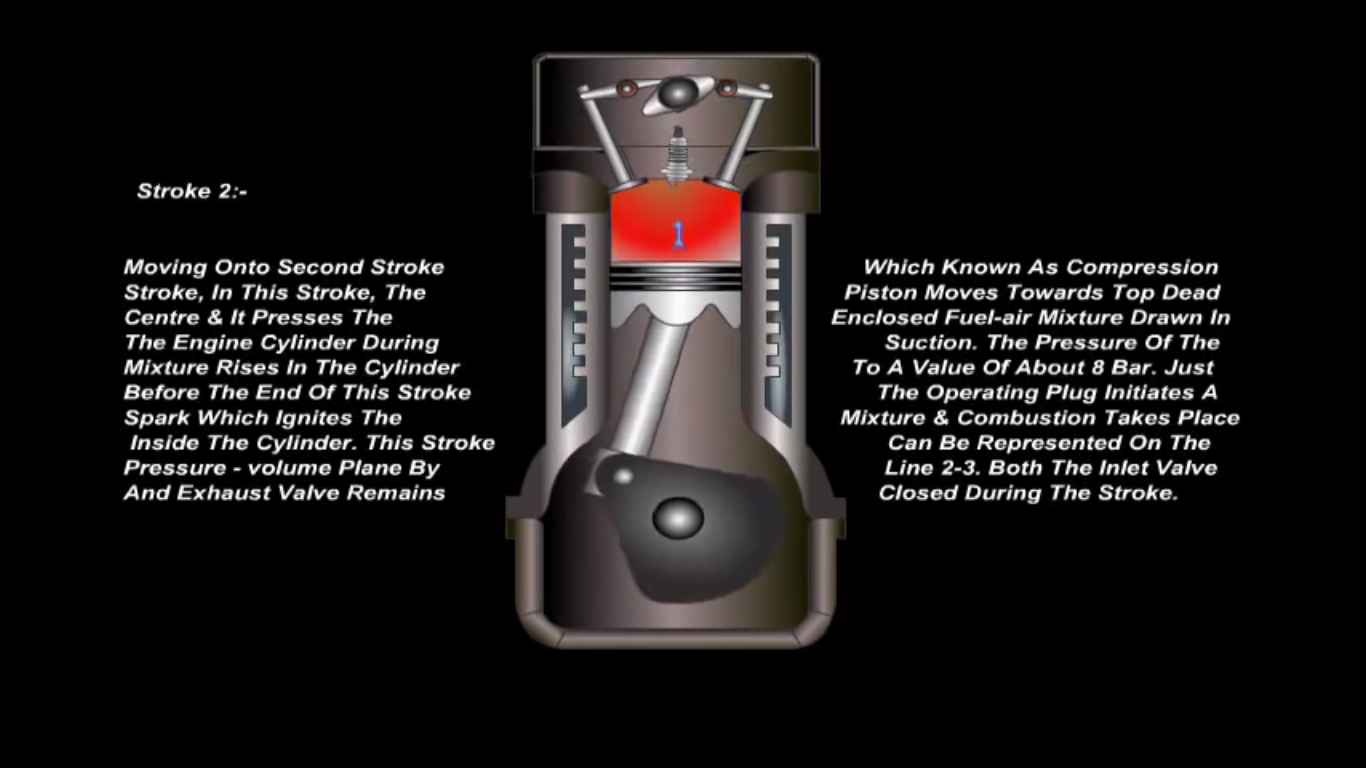 Stroke 2:-
Moving Onto Second Stroke Which Known As Compression
Stroke, In This Stroke, The Piston Moves Towards Top Dead
Centre & It Presses The Enclosed Fuel-air Mixture Drawn In
The Engine Cylinder During Suction. The Pressure Of The
Mixture Rises In The Cylinder To A Value Of About 8 Bar. Just
Before The End Of This Stroke The Operating Plug Initiates A
Spark Which Ignites The Mixture & Combustion Takes Place
Inside The Cylinder. This Stroke Can Be Represented On The
Pressure - volume Plane By Line 2-3. Both The Inlet Valve
And Exhaust Valve Remains Closed During The Stroke.